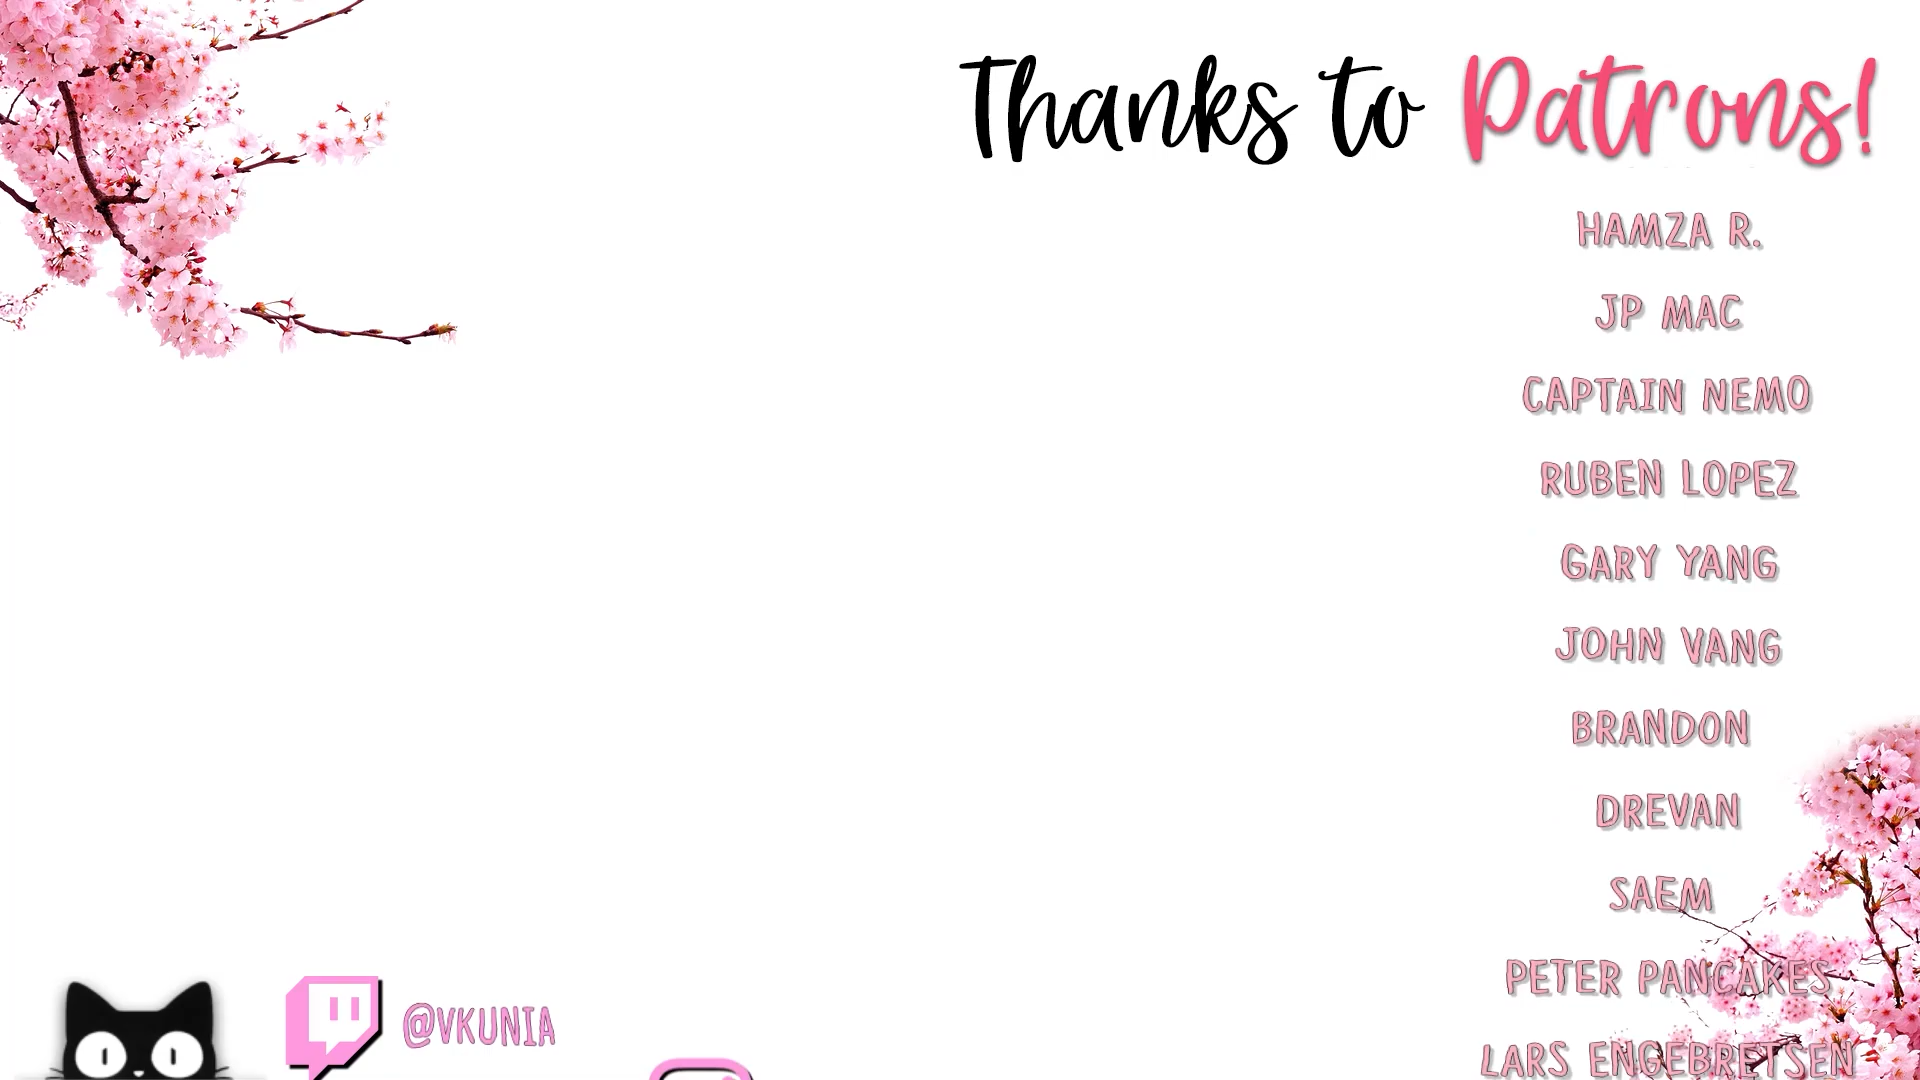 Thanks to Patrons!
HAMZA R.
JP MAC
CAPTAIN NEMO
RUBEN LOPEZ
GARY YANG
JOHN VANG
BRANDON
DREVAN
SAEM
PETER PANCAKES
LARS ENGEBRETSEN
@VKUNIA